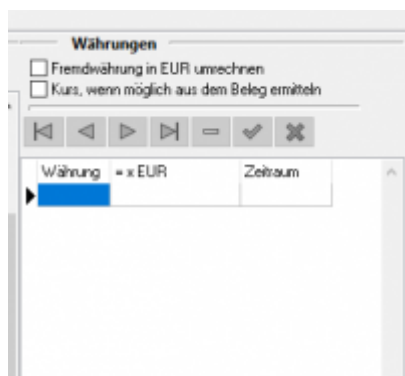 Währungen
Fremdwährung in EUR umrechnen
Kurs, wenn möglich aus dem Beleg ermitteln
Währung = x EUR Zeitraum